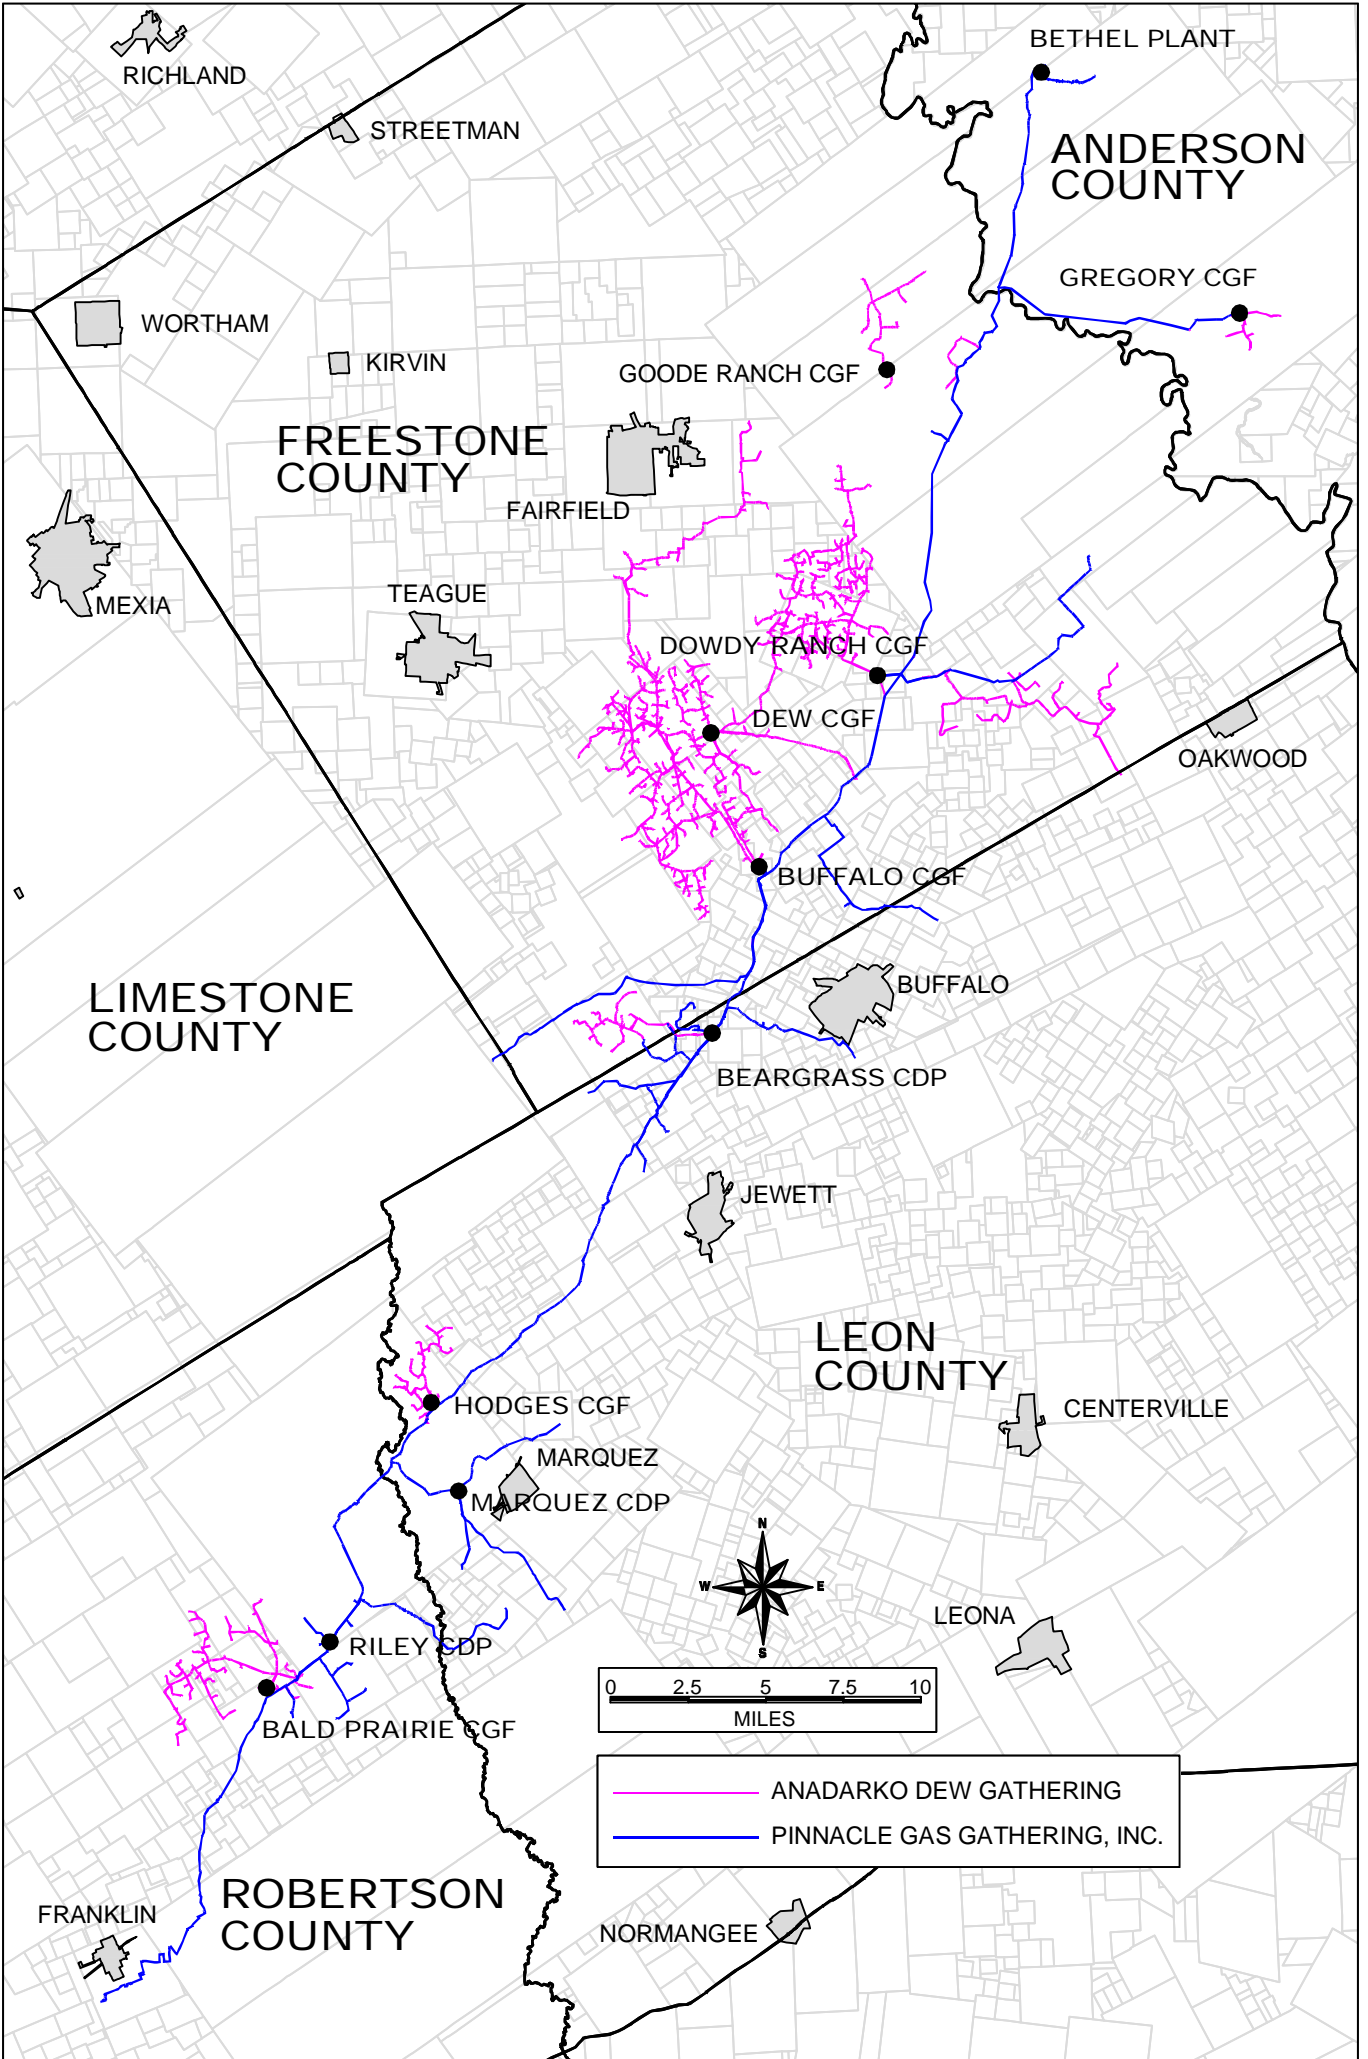 BETHEL PLANT
RICHLAND
STREETMAN
ANDERSON
COUNTY
GREGORY CGF
WORTHAM
KIRVIN
GOODE RANCH CGF
FREESTONE
COUNTY
FAIRFIELD
TEAGUE
MEXIA
DOWDY RANCH CGF
DEW CGF
OAKWOOD
BUFFALO CGF
BUFFALO
LIMESTONE
COUNTY
BEARGRASS CDP
JEWETT
LEON
COUNTY
HODGES CGF
CENTERVILLE
MARQUEZ
MARQUEZ CDP
N
W
E
S
LEONA
RILEY CDP
0 2.5 5 7.5 10
MILES
BALD PRAIRIE CGF
ANADARKO DEW GATHERING
PINNACLE GAS GATHERING, INC.
ROBERTSON
COUNTY
FRANKLIN
NORMANGEE